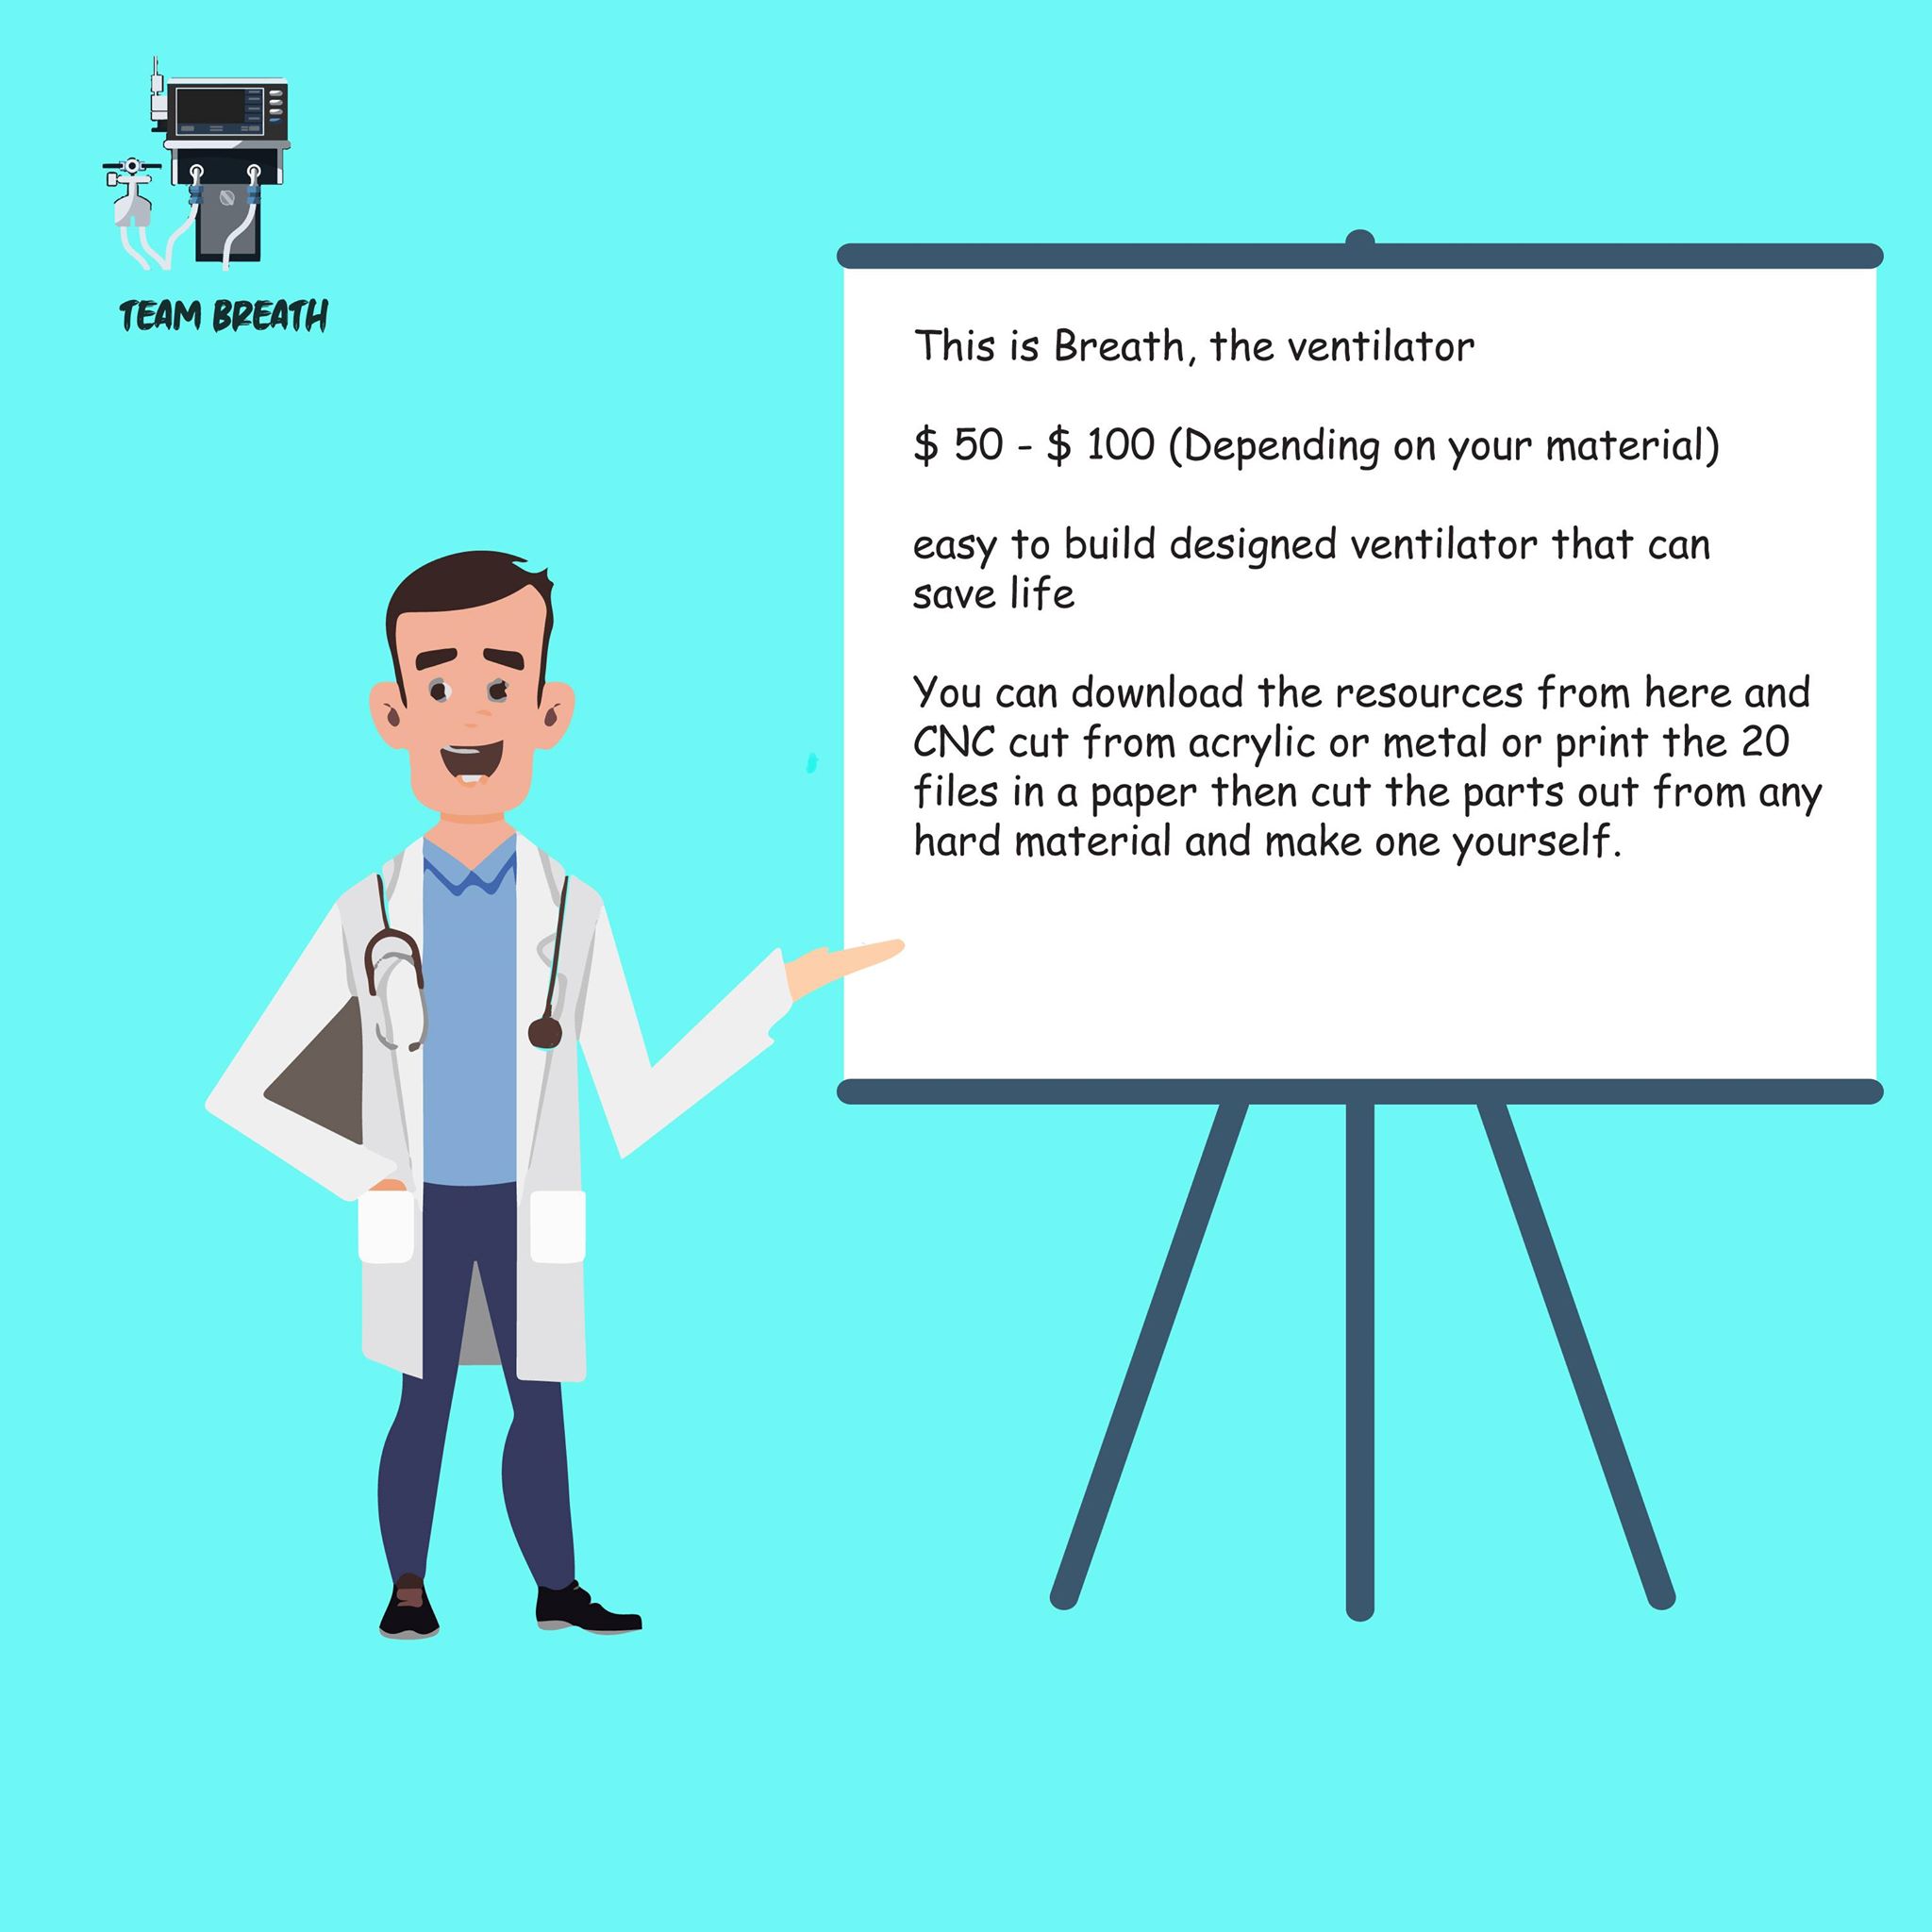 TEAM BREATH
This is Breath, the ventilator
$ 50 - $ 100 (Depending on your material)
easy to build designed ventilator that can
save life
You can download the resources from here and
CNC cut from acrylic or metal or print the 20
files in a paper then cut the parts out from any
hard material and make one yourself.